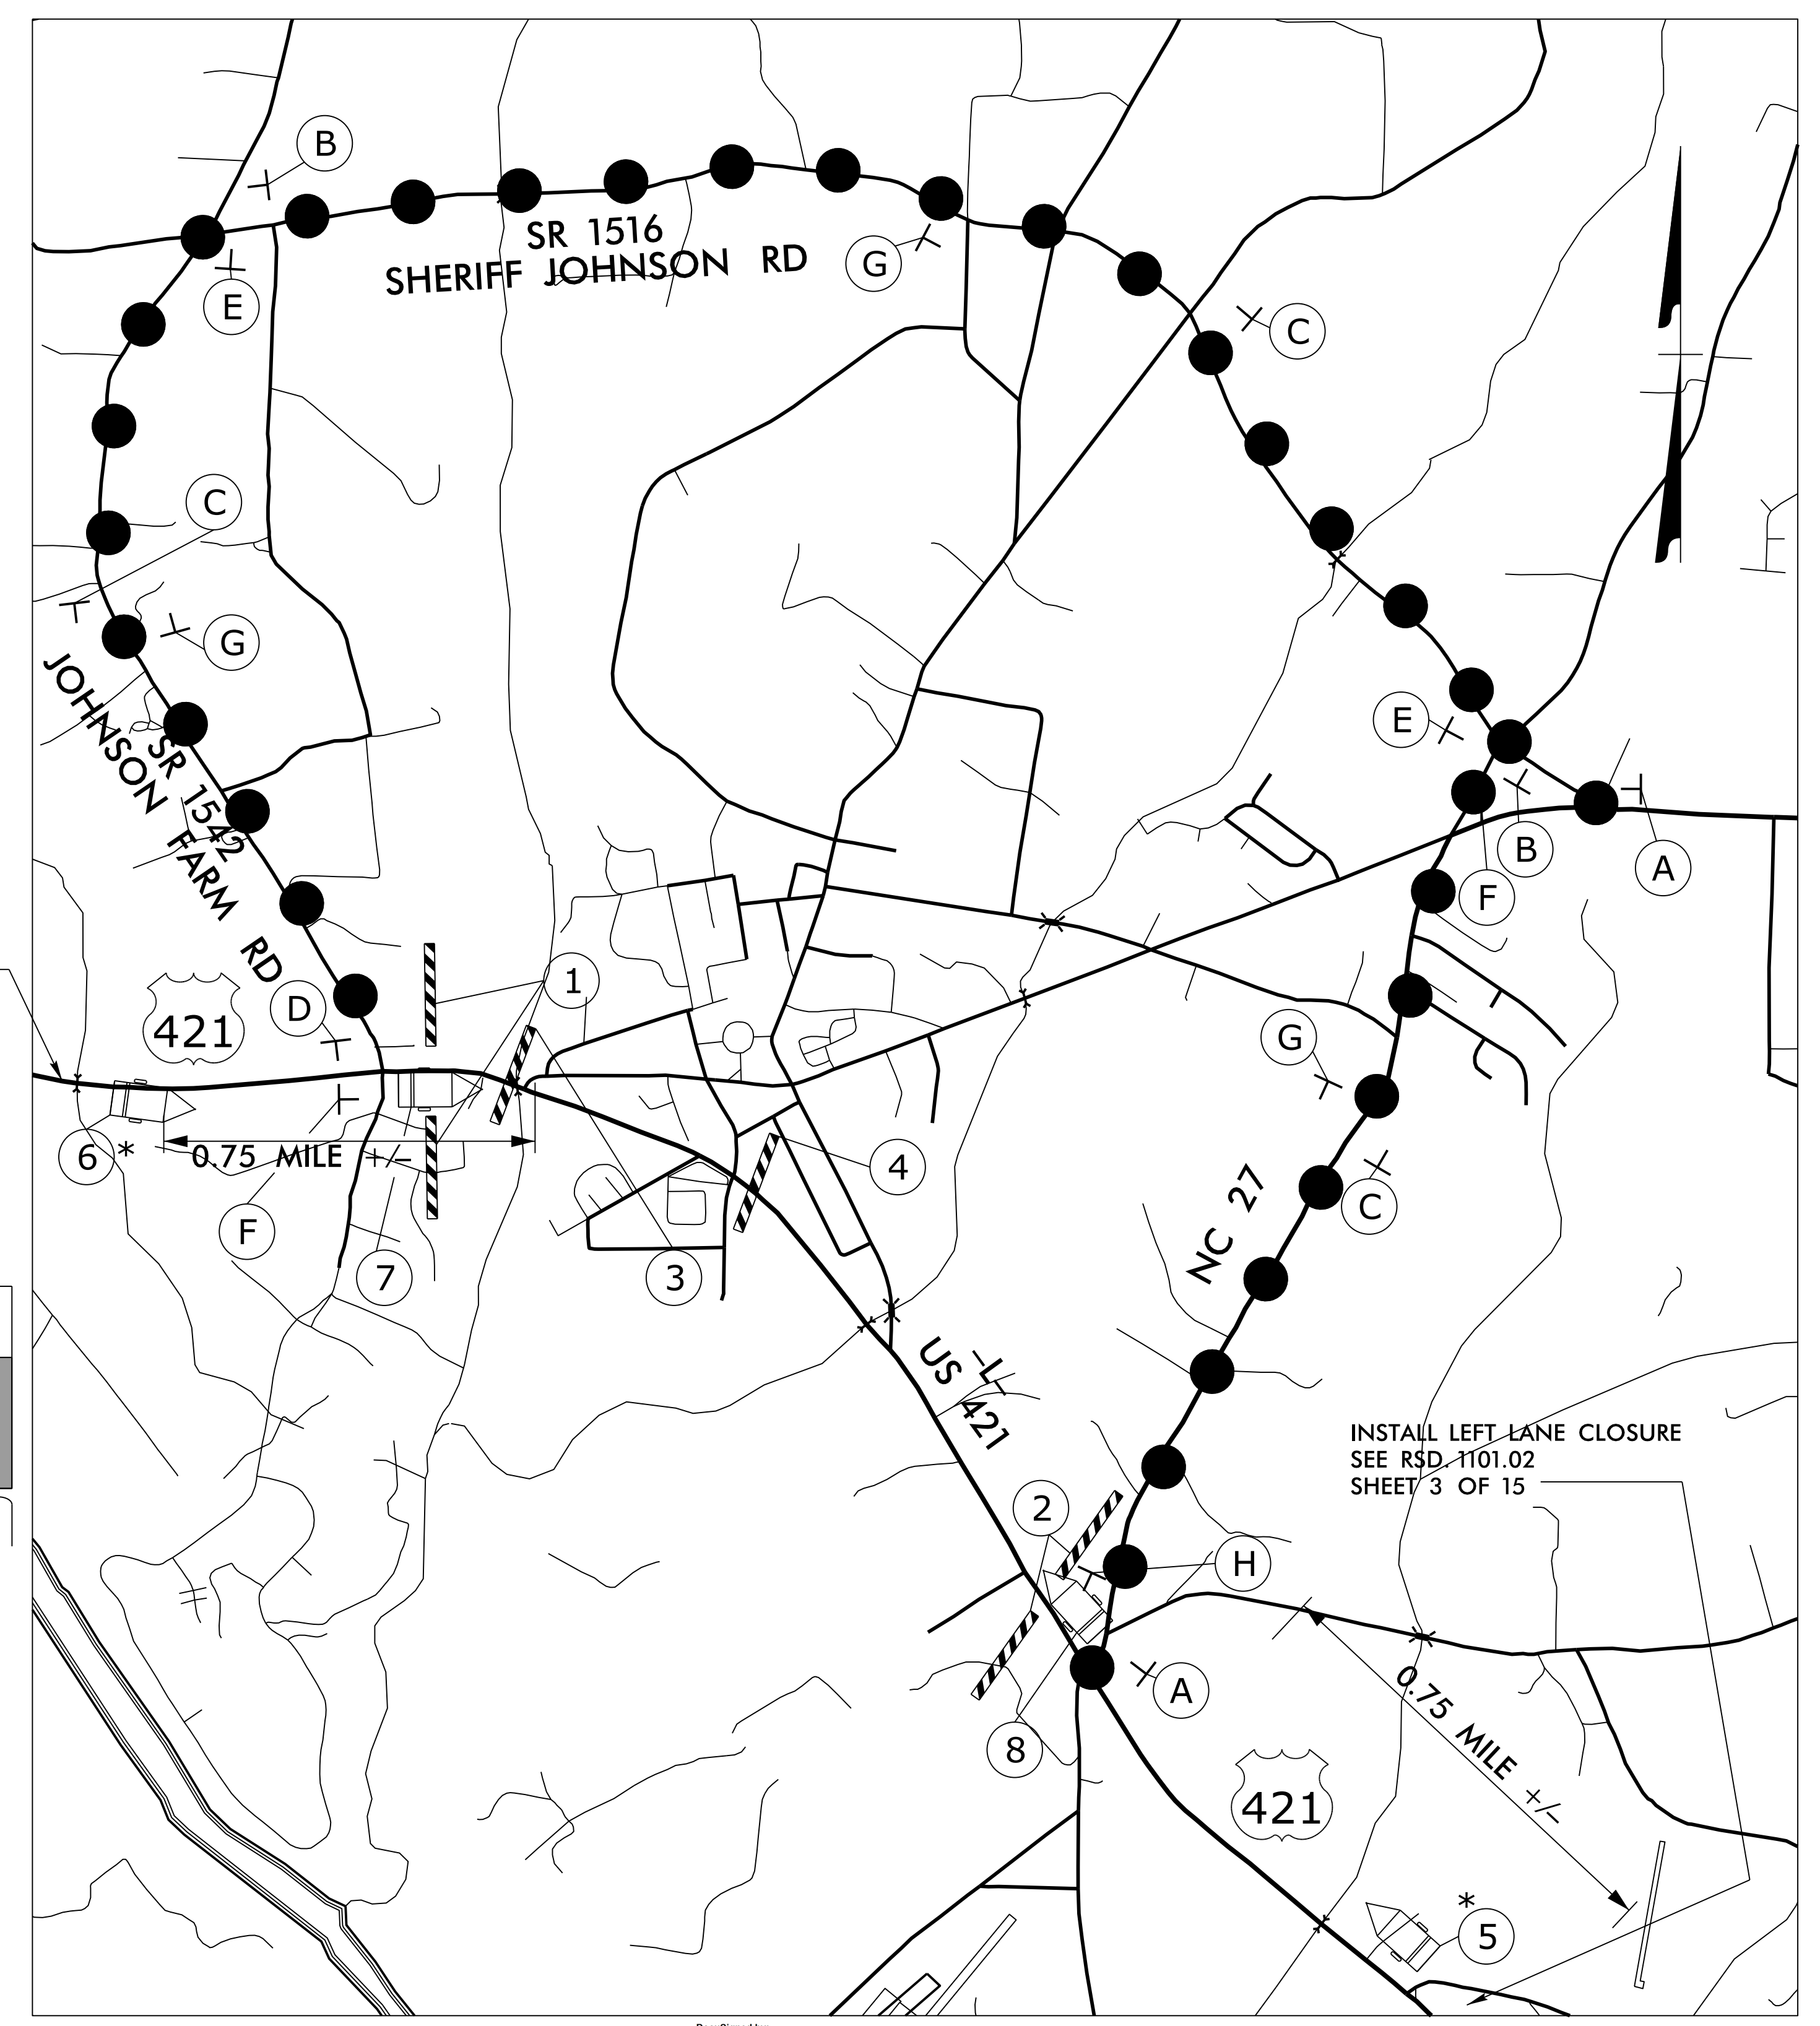 B
SR 1516
SHERIFF JOHNSON RD
G
E
C
C
G
JOHNSON FARM RD
SR 1542
E
B
A
F
1
421
D
G
4
6 *
0.75 MILE +/-
F
7
3
C
NC 27
US 421
-L-
INSTALL LEFT LANE CLOSURE
SEE RSD. 1101.02
SHEET 3 OF 15
2
H
A
8
0.75 MILE +/-
421
*
5